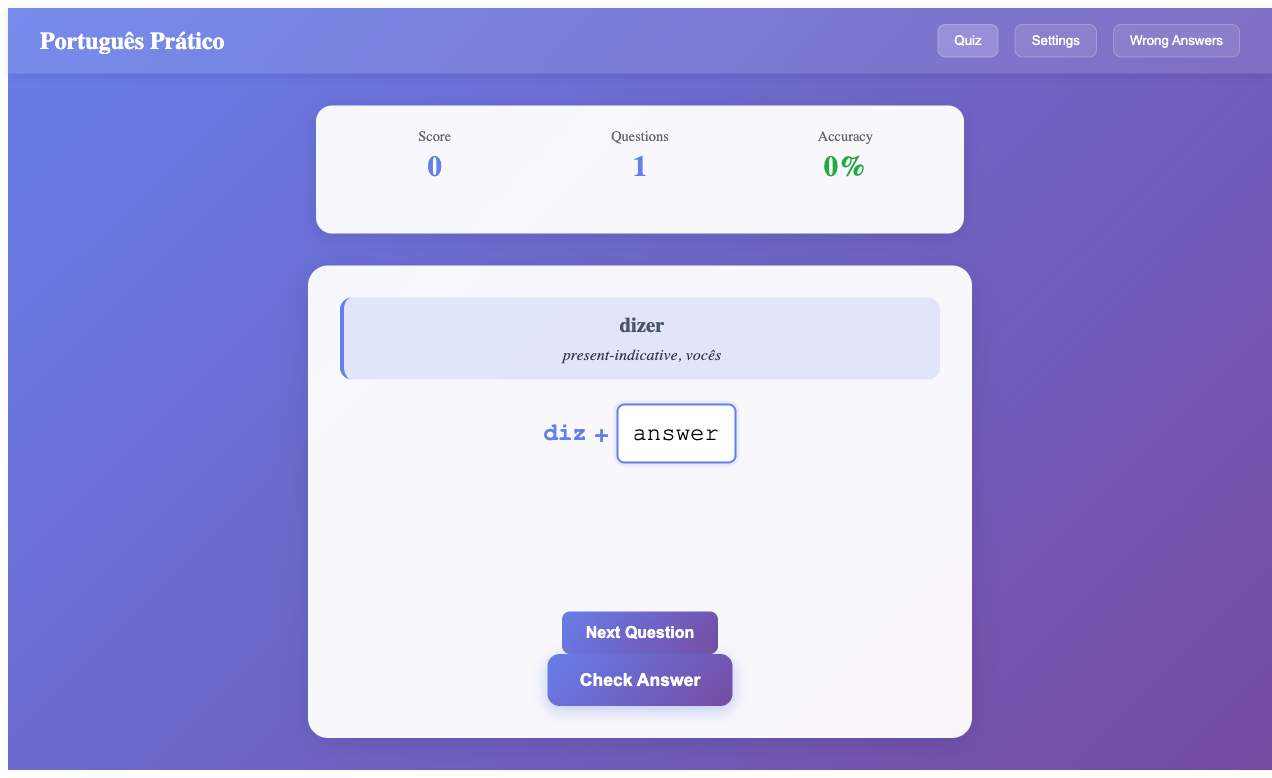 Português Prático
Quiz
Settings
Wrong Answers
Score
Questions
Accuracy
0
1
0%
dizer
present-indicative, vocês
diz + answer
Next Question
Check Answer